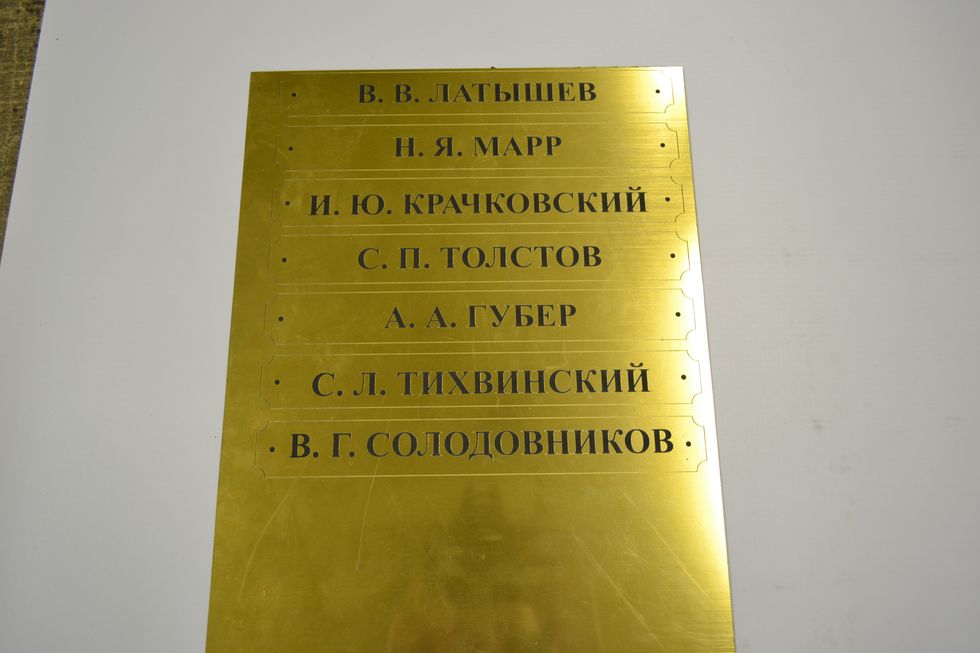 В. В. ЛАТЫШЕВ
Н. Я. МАРР
И. Ю. КРАЧКОВСКИЙ
С. П. ТОЛСТОВ
А. А. ГУБЕР
С. Л. ТИХВИНСКИЙ
В. Г. СОЛОДОВНИКОВ